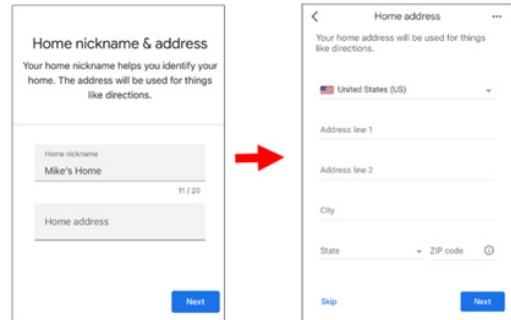 Home nickname & address
Your home nickname helps you identify your
home. The address will be used for things
like directions.
Home nickname
Mike's Home
11 / 20
Home address
Next
Home address
Your home address will be used for things
like directions.
United States (US)
Address line 1
Address line 2
City
State
ZIP code
Skip
Next